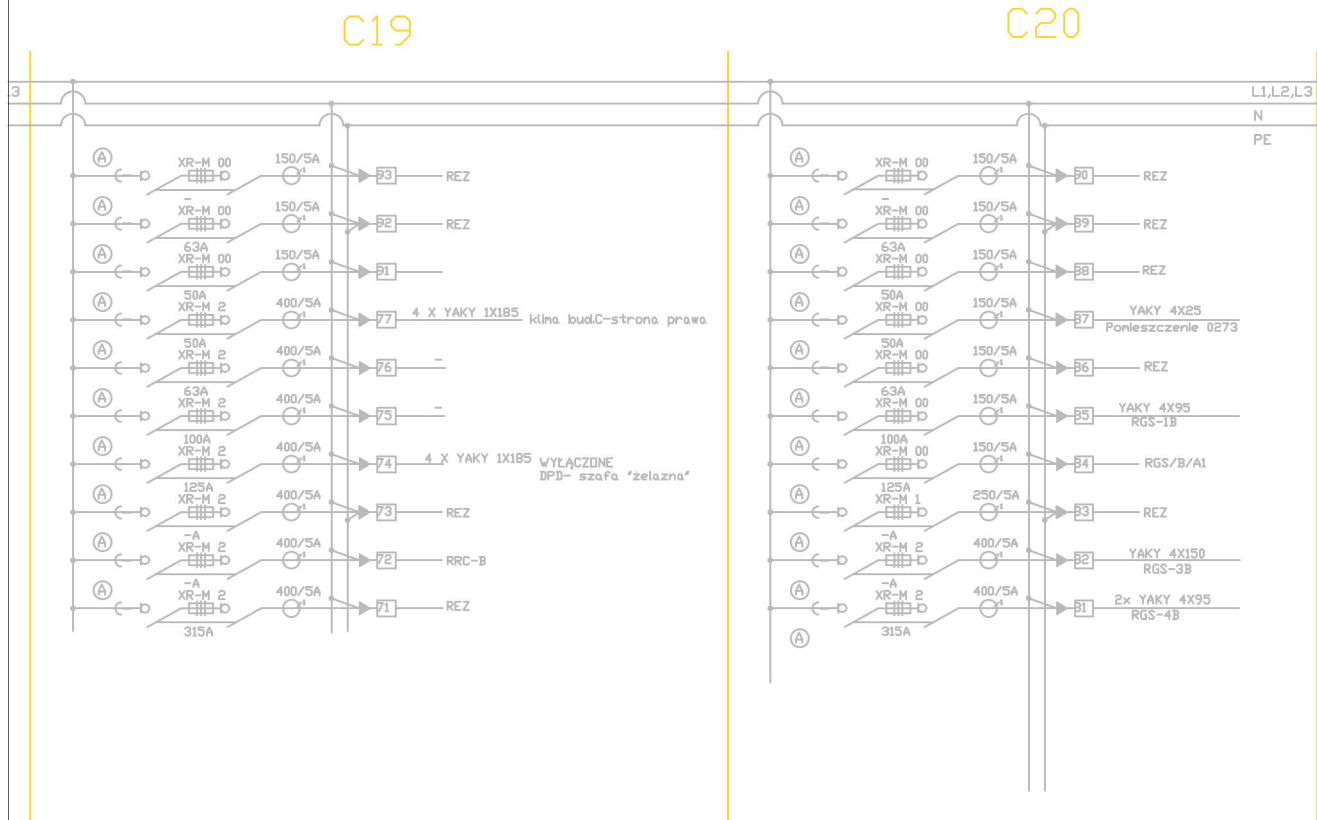 C19
C20
.3
L1,L2,L3
N
PE
A
XR-M 00
150/5A
93
REZ
-
A
XR-M 00
150/5A
92
REZ
63A
A
XR-M 00
150/5A
91
50A
A
XR-M 2
400/5A
77
4 X YAKY 1X185
klima bud.C-strona prawa
50A
A
XR-M 2
400/5A
76
-
63A
A
XR-M 2
400/5A
75
-
100A
A
XR-M 2
400/5A
74
4 X YAKY 1X185
WYŁĄCZONE
DPD- szafa "żelazna"
125A
A
XR-M 2
400/5A
73
REZ
-A
A
XR-M 2
400/5A
72
RRC-B
-A
A
XR-M 2
400/5A
71
REZ
315A
A
XR-M 00
150/5A
90
REZ
-
A
XR-M 00
150/5A
89
REZ
63A
A
XR-M 00
150/5A
88
REZ
50A
A
XR-M 00
150/5A
87
YAKY 4X25
Pomieszczenie 0273
50A
A
XR-M 00
150/5A
86
REZ
63A
A
XR-M 00
150/5A
85
YAKY 4X95
RGS-1B
100A
A
XR-M 00
150/5A
84
RGS/B/A1
125A
A
XR-M 1
250/5A
83
REZ
-A
A
XR-M 2
400/5A
82
YAKY 4X150
RGS-3B
-A
A
XR-M 2
400/5A
81
2x YAKY 4X95
RGS-4B
315A
A